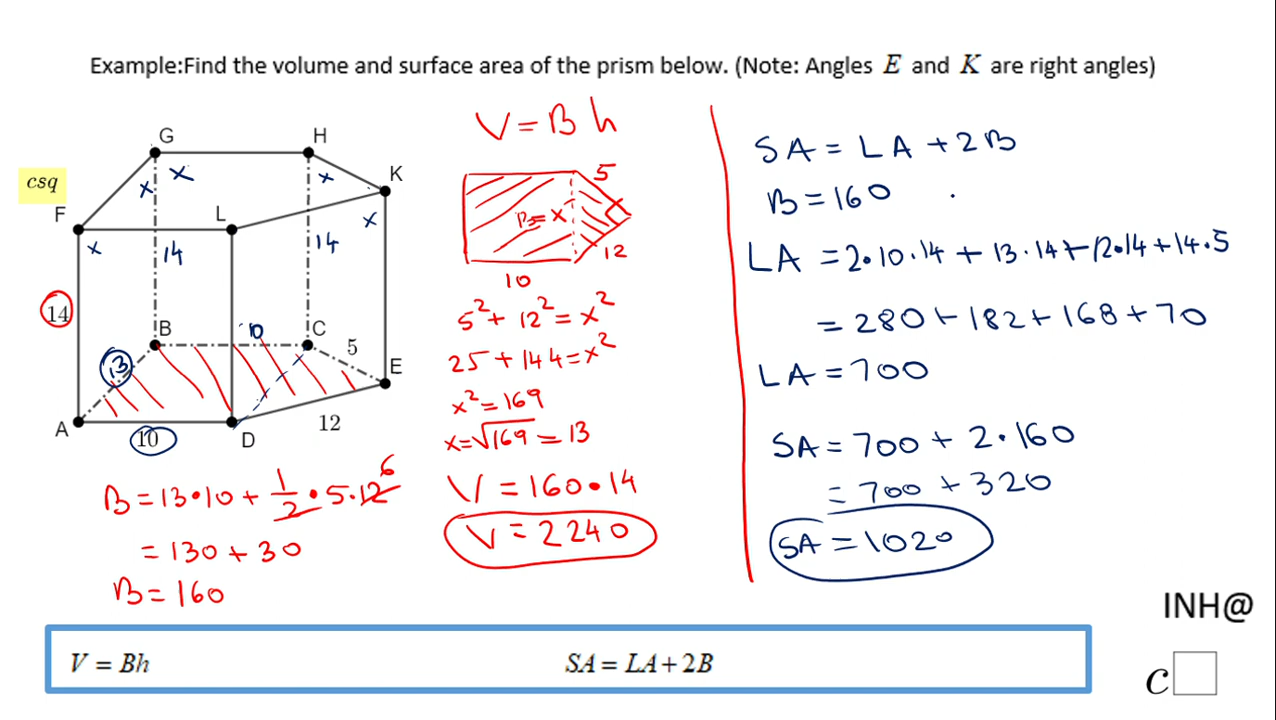 Example:Find the volume and surface area of the prism below. (Note: Angles E and K are right angles)
csq
G
H
K
F
L
x
x
x
x
x
14
14
14
B
10
C
5
E
13
A
10
D
12
B = 13•10 + 1/2 • 5.12 6
= 130 + 30
B = 160
V = B h
5
B= x
12
10
5² + 12² = x²
25 + 144 = x²
x² = 169
x = √169 = 13
V = 160 • 14
V = 2240
SA = LA + 2B
B = 160
LA = 2•10.14 + 13.14 + 12•14 + 14.5
= 280 + 182 + 168 + 70
LA = 700
SA = 700 + 2.160
= 700 + 320
SA = 1020
INH@
V = Bh
SA = LA + 2B
c